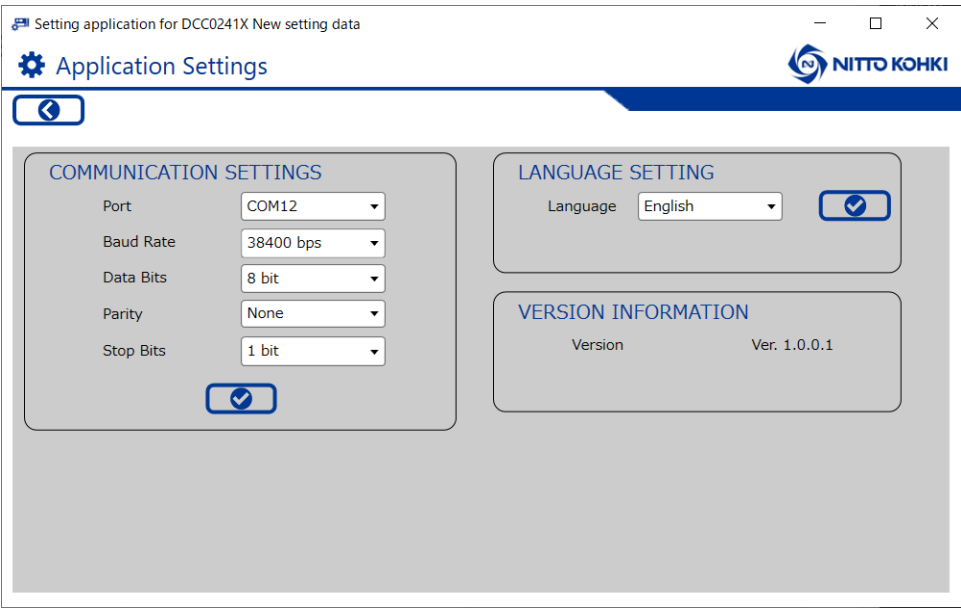 Setting application for DCC0241X New setting data
Application Settings
NITTO KOHKI
COMMUNICATION SETTINGS
Port COM12
Baud Rate 38400 bps
Data Bits 8 bit
Parity None
Stop Bits 1 bit
LANGUAGE SETTING
Language English
VERSION INFORMATION
Version Ver. 1.0.0.1